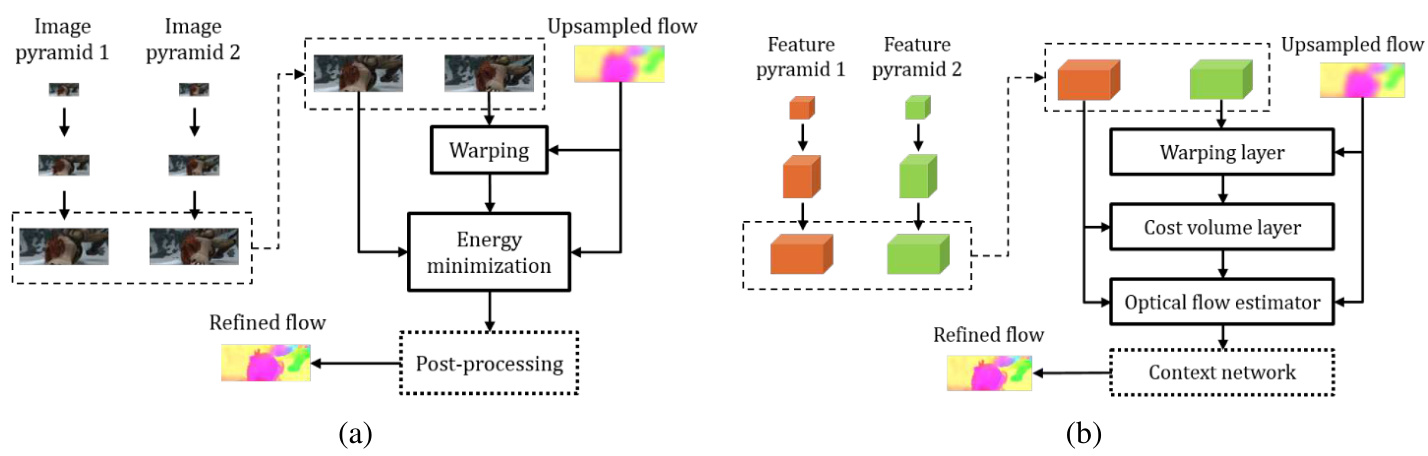 Image
pyramid 1
Image
pyramid 2
Upsampled flow
Warping
Energy
minimization
Refined flow
Post-processing
(a)
Feature
pyramid 1
Feature
pyramid 2
Upsampled flow
Warping layer
Cost volume layer
Optical flow estimator
Refined flow
Context network
(b)